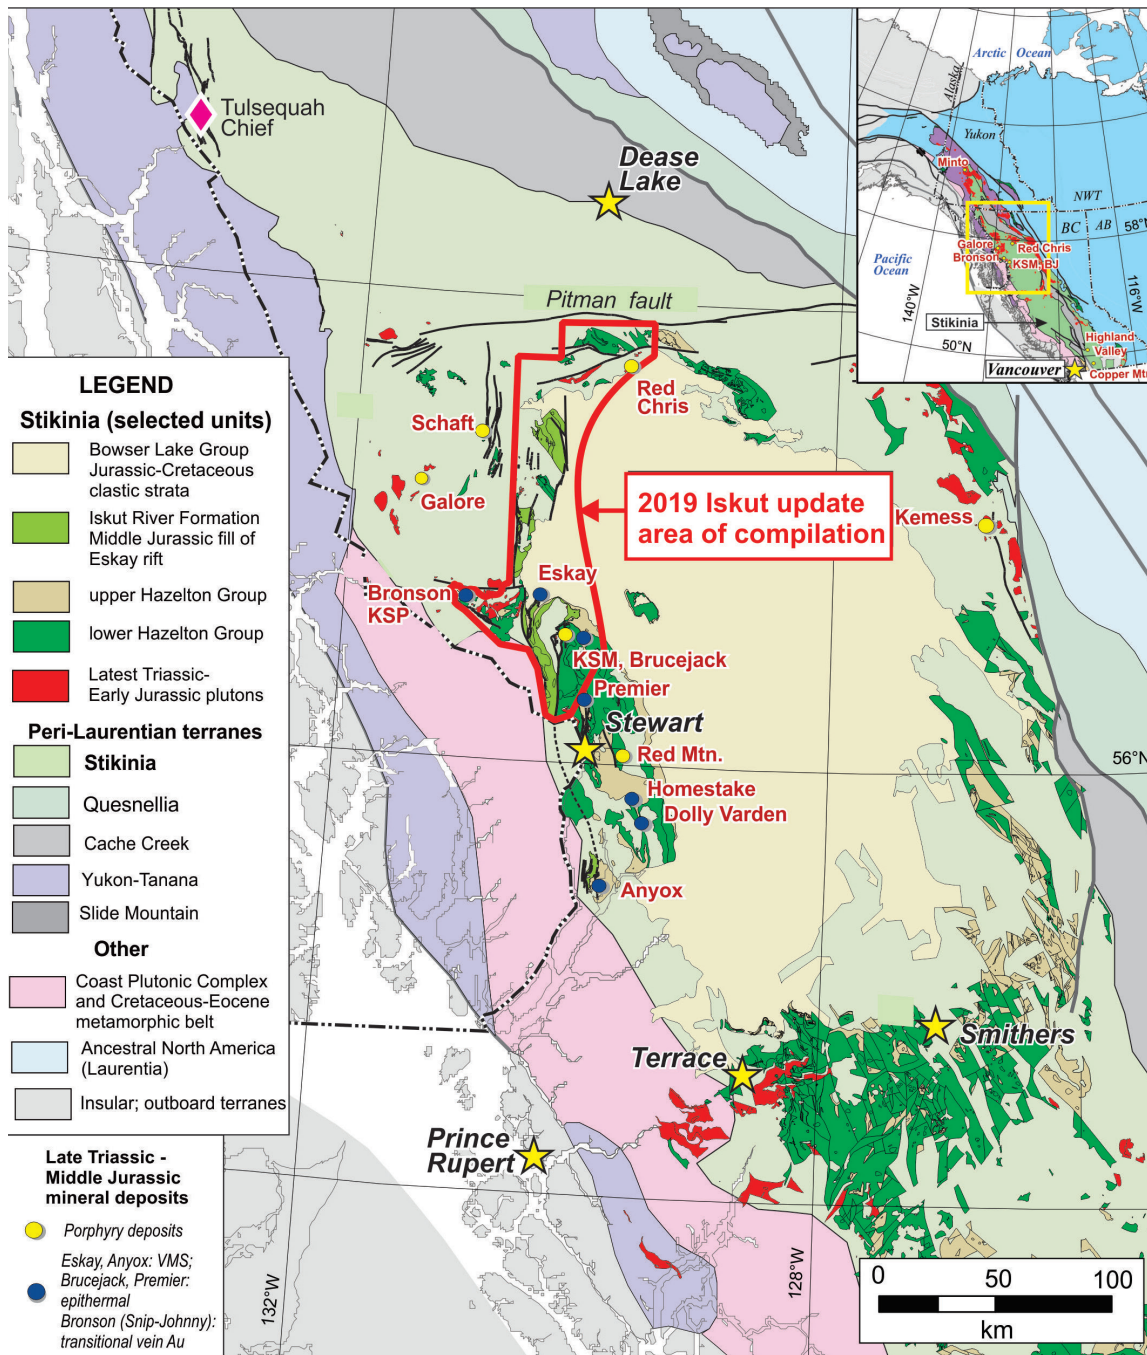 Tulsequah
Chief
Dease
Lake
Pitman fault
Arctic Ocean
Alaska
Yukon
Minto
NWT
BC
AB
58°N
Galore
Bronson
Red Chris
KSM, BJ
Pacific
Ocean
140°W
116°W
Stikinia
50°N
Highland
Valley
Vancouver
Copper Mtn
LEGEND
Stikinia (selected units)
Bowser Lake Group
Jurassic-Cretaceous
clastic strata
Iskut River Formation
Middle Jurassic fill of
Eskay rift
upper Hazelton Group
lower Hazelton Group
Latest Triassic-
Early Jurassic plutons
Peri-Laurentian terranes
Stikinia
Quesnellia
Cache Creek
Yukon-Tanana
Slide Mountain
Other
Coast Plutonic Complex
and Cretaceous-Eocene
metamorphic belt
Ancestral North America
(Laurentia)
Insular; outboard terranes
Late Triassic -
Middle Jurassic
mineral deposits
Porphyry deposits
Eskay, Anyox: VMS;
Brucejack, Premier:
epithermal
Bronson (Snip-Johnny):
transitional vein Au
Schaft
Galore
Red
Chris
2019 Iskut update
area of compilation
Kemess
Bronson
KSP
Eskay
KSM, Brucejack
Premier
Stewart
Red Mtn.
56°N
Homestake
Dolly Varden
Anyox
Smithers
Terrace
Prince
Rupert
132°W
128°W
0 50 100
km